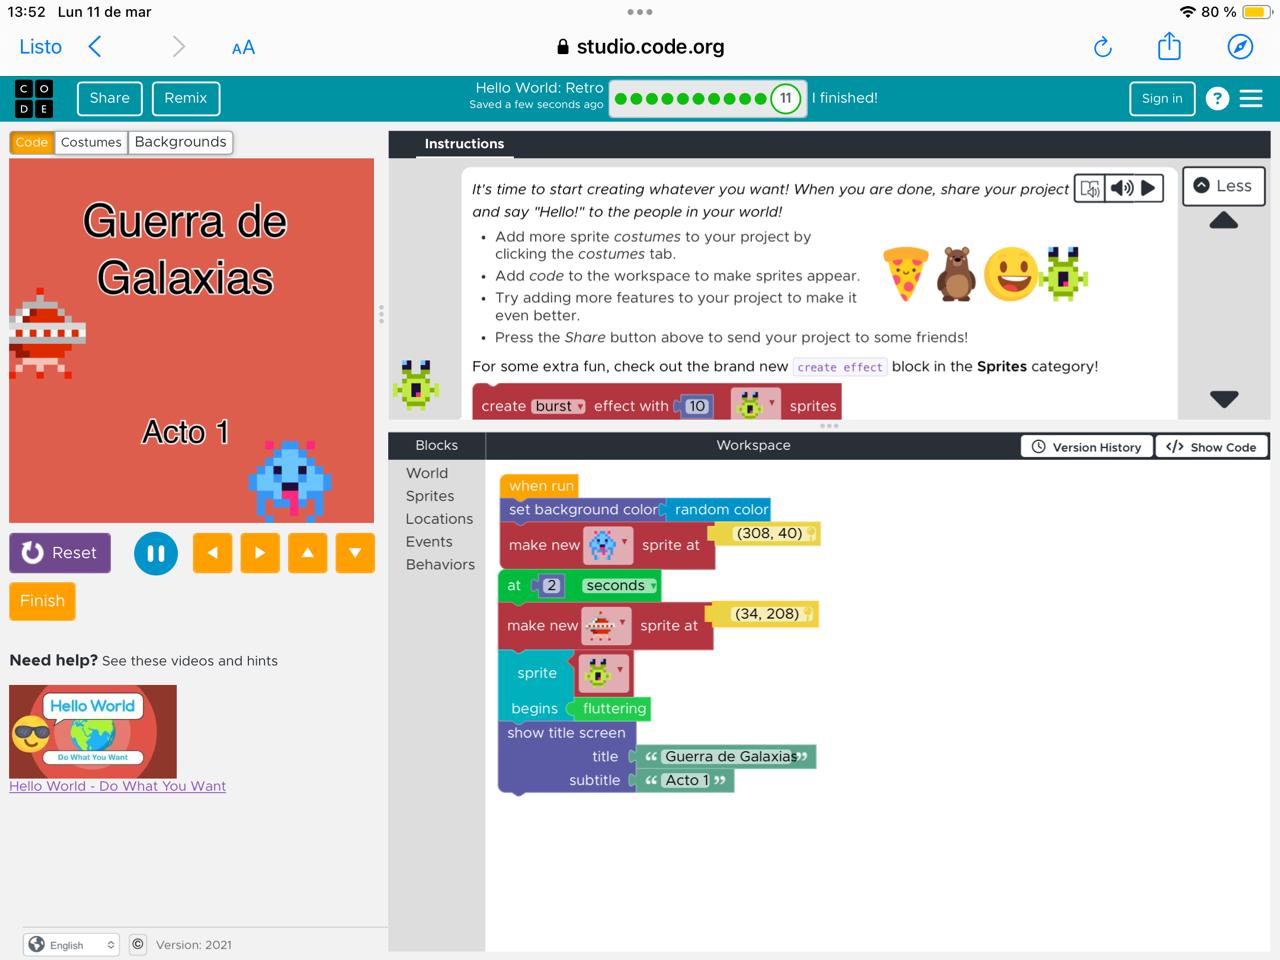 13:52 Lun 11 de mar
80 %
Listo
AA
studio.code.org
C O
D E
Share
Remix
Hello World: Retro
Saved a few seconds ago
11
I finished!
Sign in
?
Code
Costumes
Backgrounds
Guerra de
Galaxias
Acto 1
Reset
Finish
Need help? See these videos and hints
Hello World
Do What You Want
Hello World - Do What You Want
English
©
Version: 2021
Instructions
It's time to start creating whatever you want! When you are done, share your project
and say "Hello!" to the people in your world!
• Add more sprite costumes to your project by
clicking the costumes tab.
• Add code to the workspace to make sprites appear.
• Try adding more features to your project to make it
even better.
• Press the Share button above to send your project to some friends!
For some extra fun, check out the brand new create effect block in the Sprites category!
create burst effect with 10 sprites
Less
Blocks
Workspace
Version History
</> Show Code
World
Sprites
Locations
Events
Behaviors
when run
set background color random color
make new sprite at (308, 40)
at 2 seconds
make new sprite at (34, 208)
sprite
begins fluttering
show title screen
title “ Guerra de Galaxias ”
subtitle “ Acto 1 ”